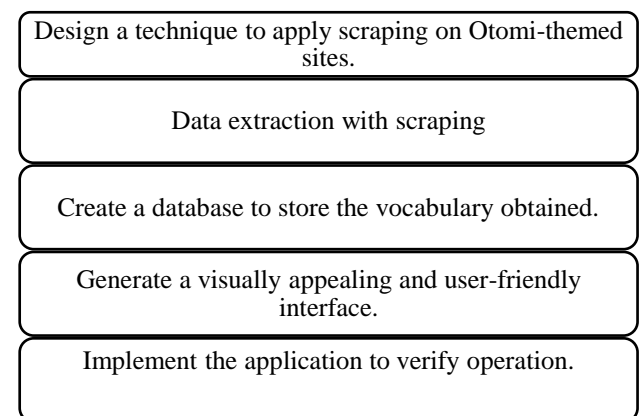 Design a technique to apply scraping on Otomi-themed
sites.
Data extraction with scraping
Create a database to store the vocabulary obtained.
Generate a visually appealing and user-friendly
interface.
Implement the application to verify operation.